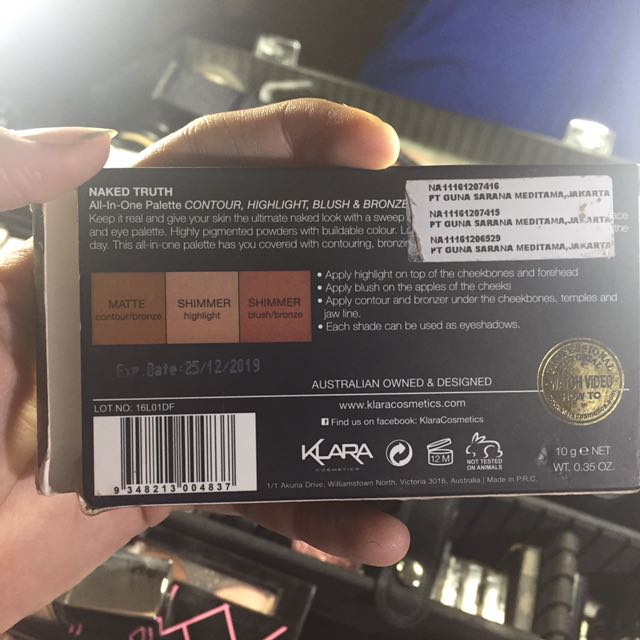 NAKED TRUTH
All-In-One Palette CONTOUR, HIGHLIGHT, BLUSH & BRONZE
Keep it real and give your skin the ultimate naked look with a sweep
and eye palette. Highly pigmented powders with buildable colour. the
day. This all-in-one palette has you covered with contouring,
NA11161207416
PT GUNA SARANA MEDITAMA,JAKARTA
NA11161207415
PT GUNA SARANA MEDITAMA,JAKARTA
NA11161206529
PT GUNA SARANA MEDITAMA,JAKARTA
MATTE
contour/bronze
SHIMMER
highlight
SHIMMER
blush/bronze
• Apply highlight on top of the cheekbones and forehead
• Apply blush on the apples of the cheeks
• Apply contour and bronzer under the cheekbones, temples and
jaw line.
• Each shade can be used as eyeshadows.
Exp.Date:25/12/2019
AUSTRALIAN OWNED & DESIGNED
LOT NO: 16L01DF
www.klaracosmetics.com
Find us on facebook: KlaraCosmetics
WATCH VIDEO
HOW TO
9 348213 004837
KLARA
COSMETICS
12 M
NOT TESTED
ON ANIMALS
10 g e NET
WT. 0.35 OZ.
1/1 Akuna Drive, Williamstown North, Victoria 3016, Australia | Made in P.R.C.